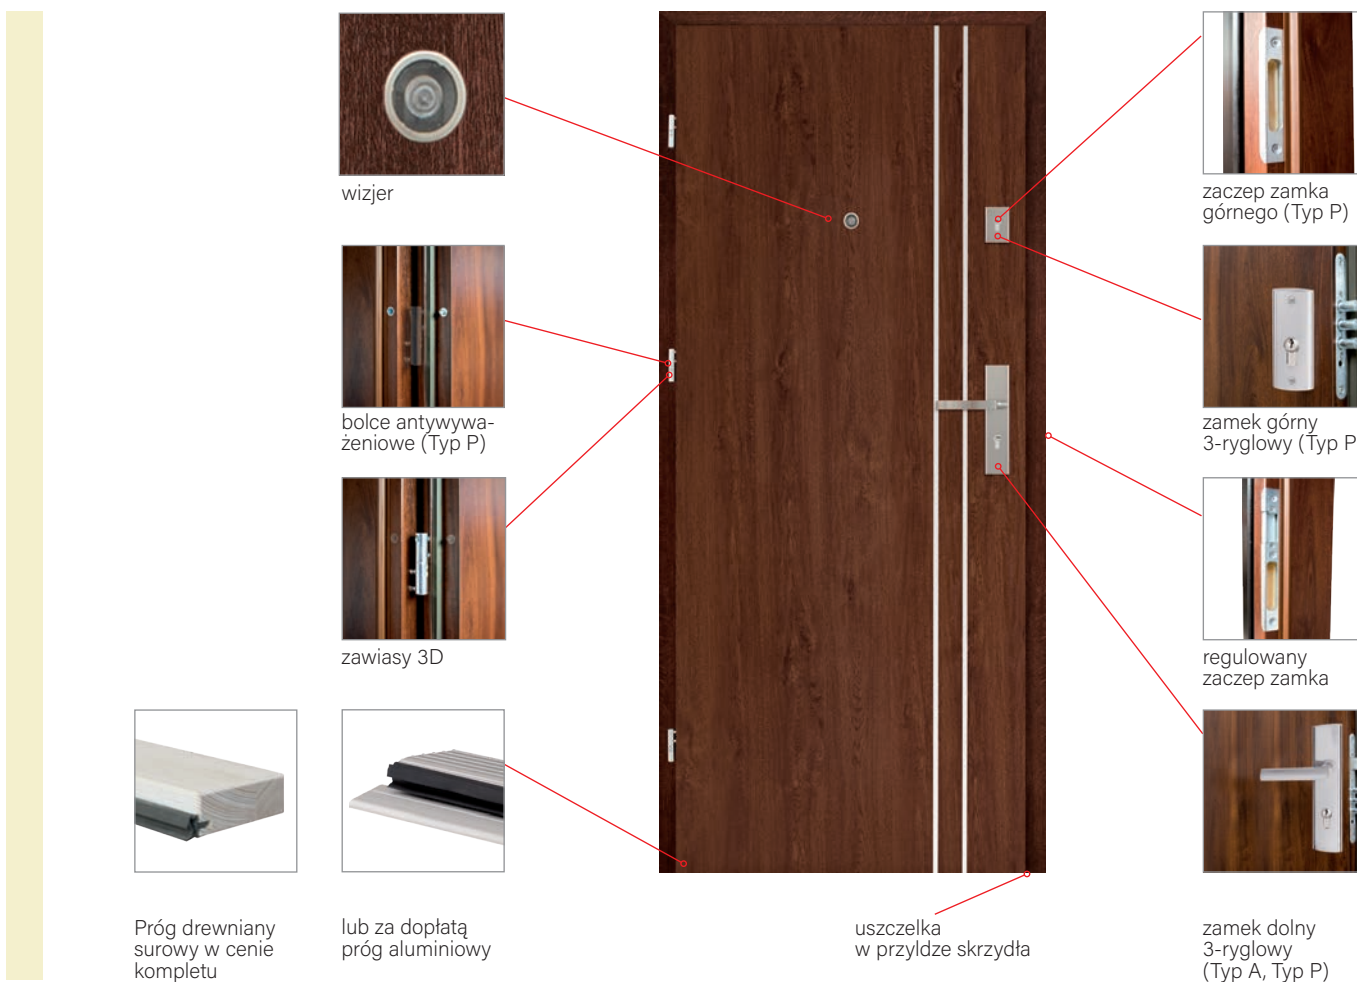 wizjer
zaczep zamka
górnego (Typ P)
bolce antywywa-
żeniowe (Typ P)
zamek górny
3-ryglowy (Typ P
zawiasy 3D
regulowany
zaczep zamka
Próg drewniany
surowy w cenie
kompletu
lub za dopłatą
próg aluminiowy
uszczelka
w przyldze skrzydła
zamek dolny
3-ryglowy
(Typ A, Typ P)